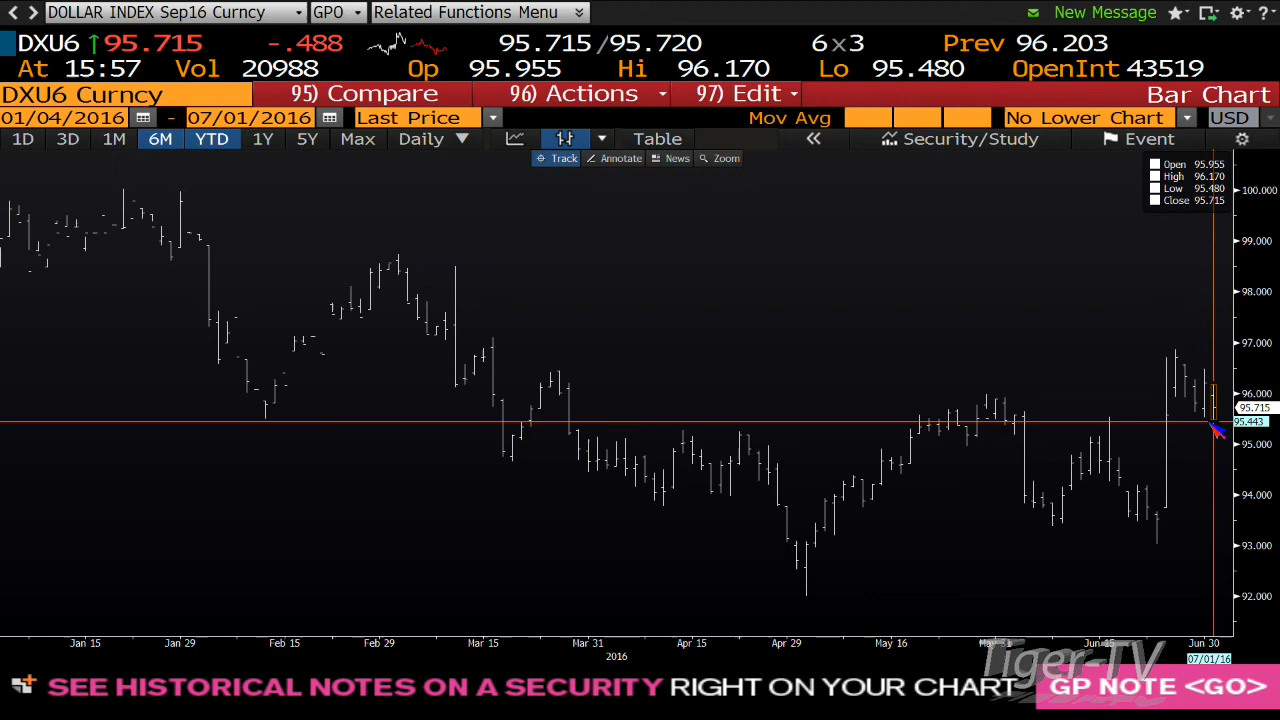 DOLLAR INDEX Sep16 Curncy GPO Related Functions Menu New Message
DXU6 ↑95.715 -.488 95.715/95.720 6x3 Prev 96.203
At 15:57 Vol 20988 Op 95.955 Hi 96.170 Lo 95.480 OpenInt 43519
DXU6 Curncy 95) Compare 96) Actions 97) Edit Bar Chart
01/04/2016 - 07/01/2016 Last Price Mov Avg No Lower Chart USD
1D 3D 1M 6M YTD 1Y 5Y Max Daily ▼ Table « Security/Study Event
Track Annotate News Zoom
Open 95.955
High 96.170
Low 95.480
Close 95.715
100.000
99.000
98.000
97.000
96.000
95.715
95.443
95.000
94.000
93.000
92.000
Jan 15 Jan 29 Feb 15 Feb 29 Mar 15 Mar 31 Apr 15 Apr 29 May 16 Jun 15 Jun 30
2016
07/01/16
Tiger-TV
SEE HISTORICAL NOTES ON A SECURITY RIGHT ON YOUR CHART GP NOTE <GO>